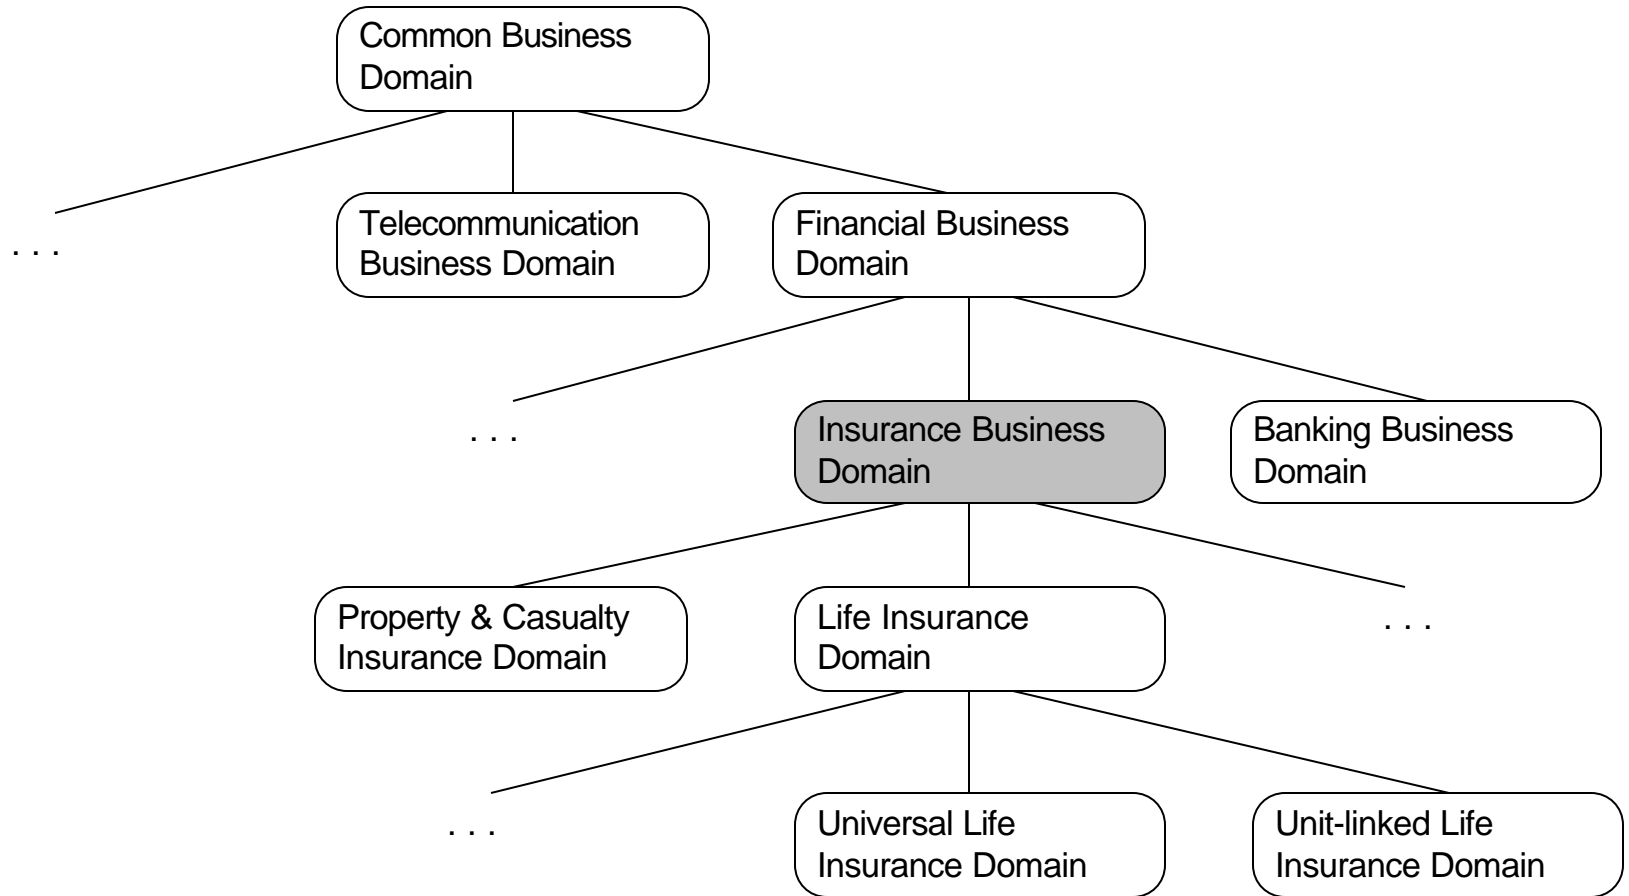 Common Business
Domain
. . .
Telecommunication
Business Domain
Financial Business
Domain
. . .
Insurance Business
Domain
Banking Business
Domain
Property & Casualty
Insurance Domain
Life Insurance
Domain
. . .
. . .
Universal Life
Insurance Domain
Unit-linked Life
Insurance Domain